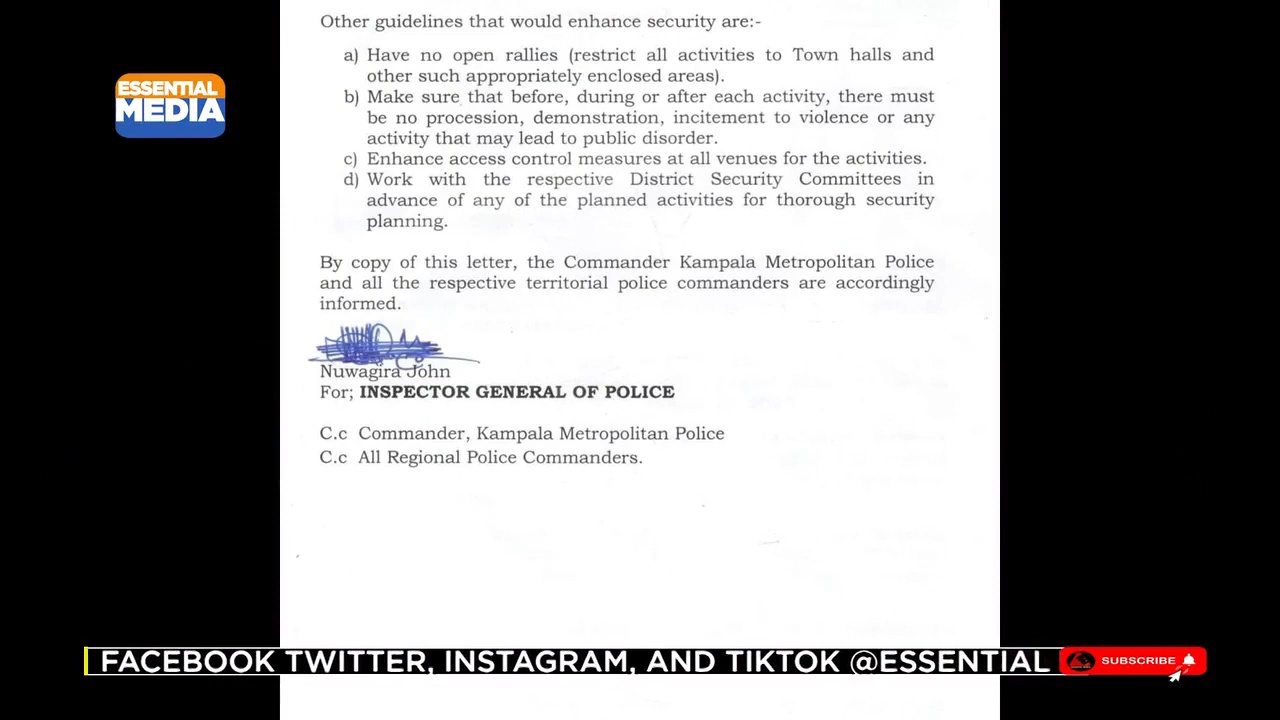 Other guidelines that would enhance security are:-
a) Have no open rallies (restrict all activities to Town halls and
other such appropriately enclosed areas).
b) Make sure that before, during or after each activity, there must
be no procession, demonstration, incitement to violence or any
activity that may lead to public disorder.
c) Enhance access control measures at all venues for the activities.
d) Work with the respective District Security Committees in
advance of any of the planned activities for thorough security
planning.
By copy of this letter, the Commander Kampala Metropolitan Police
and all the respective territorial police commanders are accordingly
informed.
Nuwagira John
For; INSPECTOR GENERAL OF POLICE
C.c Commander, Kampala Metropolitan Police
C.c All Regional Police Commanders.
ESSENTIAL
MEDIA
FACEBOOK TWITTER, INSTAGRAM, AND TIKTOK @ESSENTIAL
SUBSCRIBE